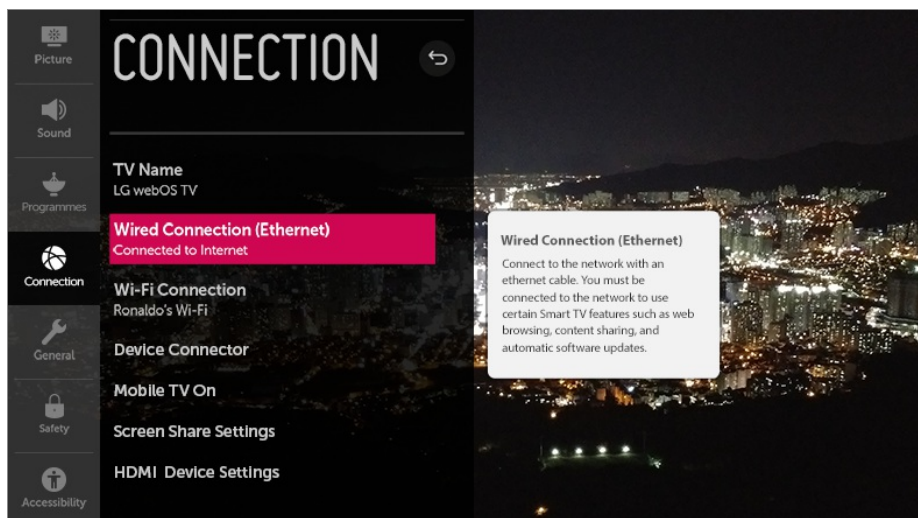 Picture
Sound
Programmes
Connection
General
Safety
Accessibility
CONNECTION
TV Name
LG webOS TV
Wired Connection (Ethernet)
Connected to Internet
Wi-Fi Connection
Ronaldo's Wi-Fi
Device Connector
Mobile TV On
Screen Share Settings
HDMI Device Settings
Wired Connection (Ethernet)
Connect to the network with an
ethernet cable. You must be
connected to the network to use
certain Smart TV features such as web
browsing, content sharing, and
automatic software updates.